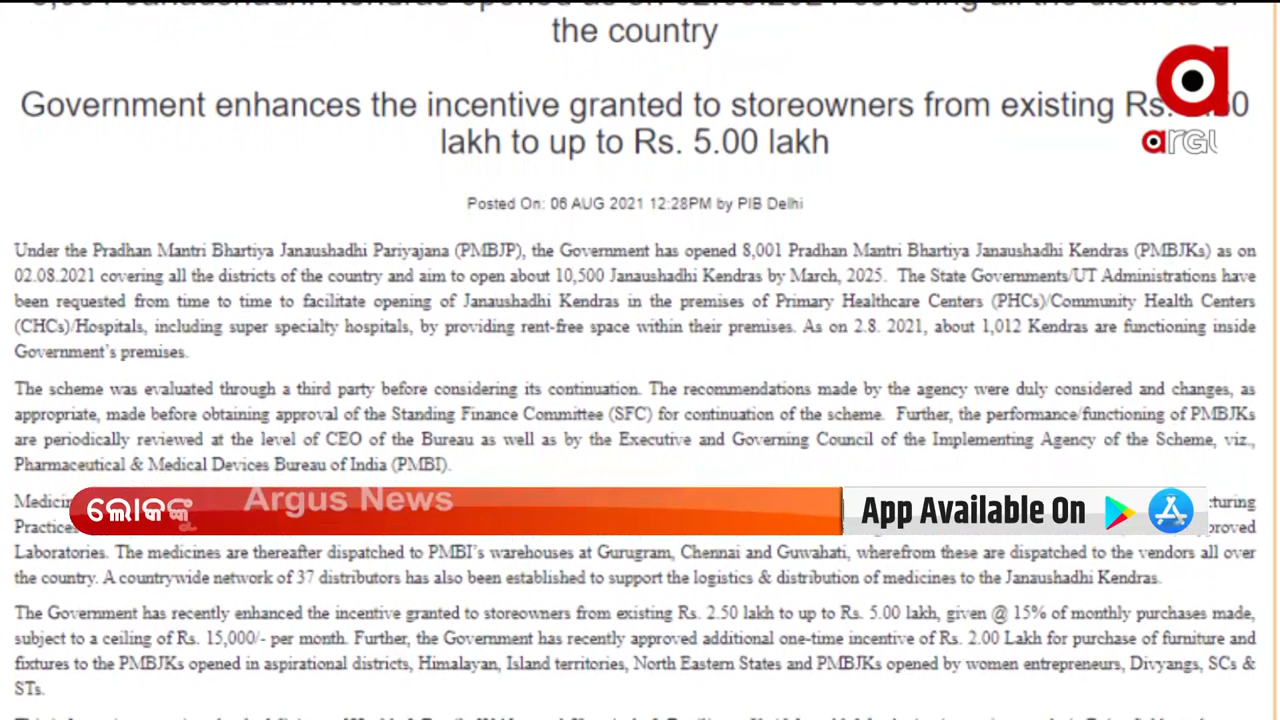 the country
Government enhances the incentive granted to storeowners from existing Rs.
lakh to up to Rs. 5.00 lakh
Posted On: 06 AUG 2021 12:28PM by PIB Delhi
Under the Pradhan Mantri Bhartiya Janaushadhi Pariyajana (PMBJP), the Government has opened 8,001 Pradhan Mantri Bhartiya Janaushadhi Kendras (PMBJKs) as on
02.08.2021 covering all the districts of the country and aim to open about 10,500 Janaushadhi Kendras by March, 2025. The State Governments/UT Administrations have
been requested from time to time to facilitate opening of Janaushadhi Kendras in the premises of Primary Healthcare Centers (PHCs)/Community Health Centers
(CHCs)/Hospitals, including super specialty hospitals, by providing rent-free space within their premises. As on 2.8. 2021, about 1,012 Kendras are functioning inside
Government's premises.
The scheme was evaluated through a third party before considering its continuation. The recommendations made by the agency were duly considered and changes, as
appropriate, made before obtaining approval of the Standing Finance Committee (SFC) for continuation of the scheme. Further, the performance/functioning of PMBJKs
are periodically reviewed at the level of CEO of the Bureau as well as by the Executive and Governing Council of the Implementing Agency of the Scheme, viz.,
Pharmaceutical & Medical Devices Bureau of India (PMBI).
ଲୋକଙ୍କୁ Argus News App Available On
Laboratories. The medicines are thereafter dispatched to PMBI's warehouses at Gurugram, Chennai and Guwahati, wherefrom these are dispatched to the vendors all over
the country. A countrywide network of 37 distributors has also been established to support the logistics & distribution of medicines to the Janaushadhi Kendras.
The Government has recently enhanced the incentive granted to storeowners from existing Rs. 2.50 lakh to up to Rs. 5.00 lakh, given @ 15% of monthly purchases made,
subject to a ceiling of Rs. 15,000/- per month. Further, the Government has recently approved additional one-time incentive of Rs. 2.00 Lakh for purchase of furniture and
fixtures to the PMBJKs opened in aspirational districts, Himalayan, Island territories, North Eastern States and PMBJKs opened by women entrepreneurs, Divyangs, SCs &
STs.